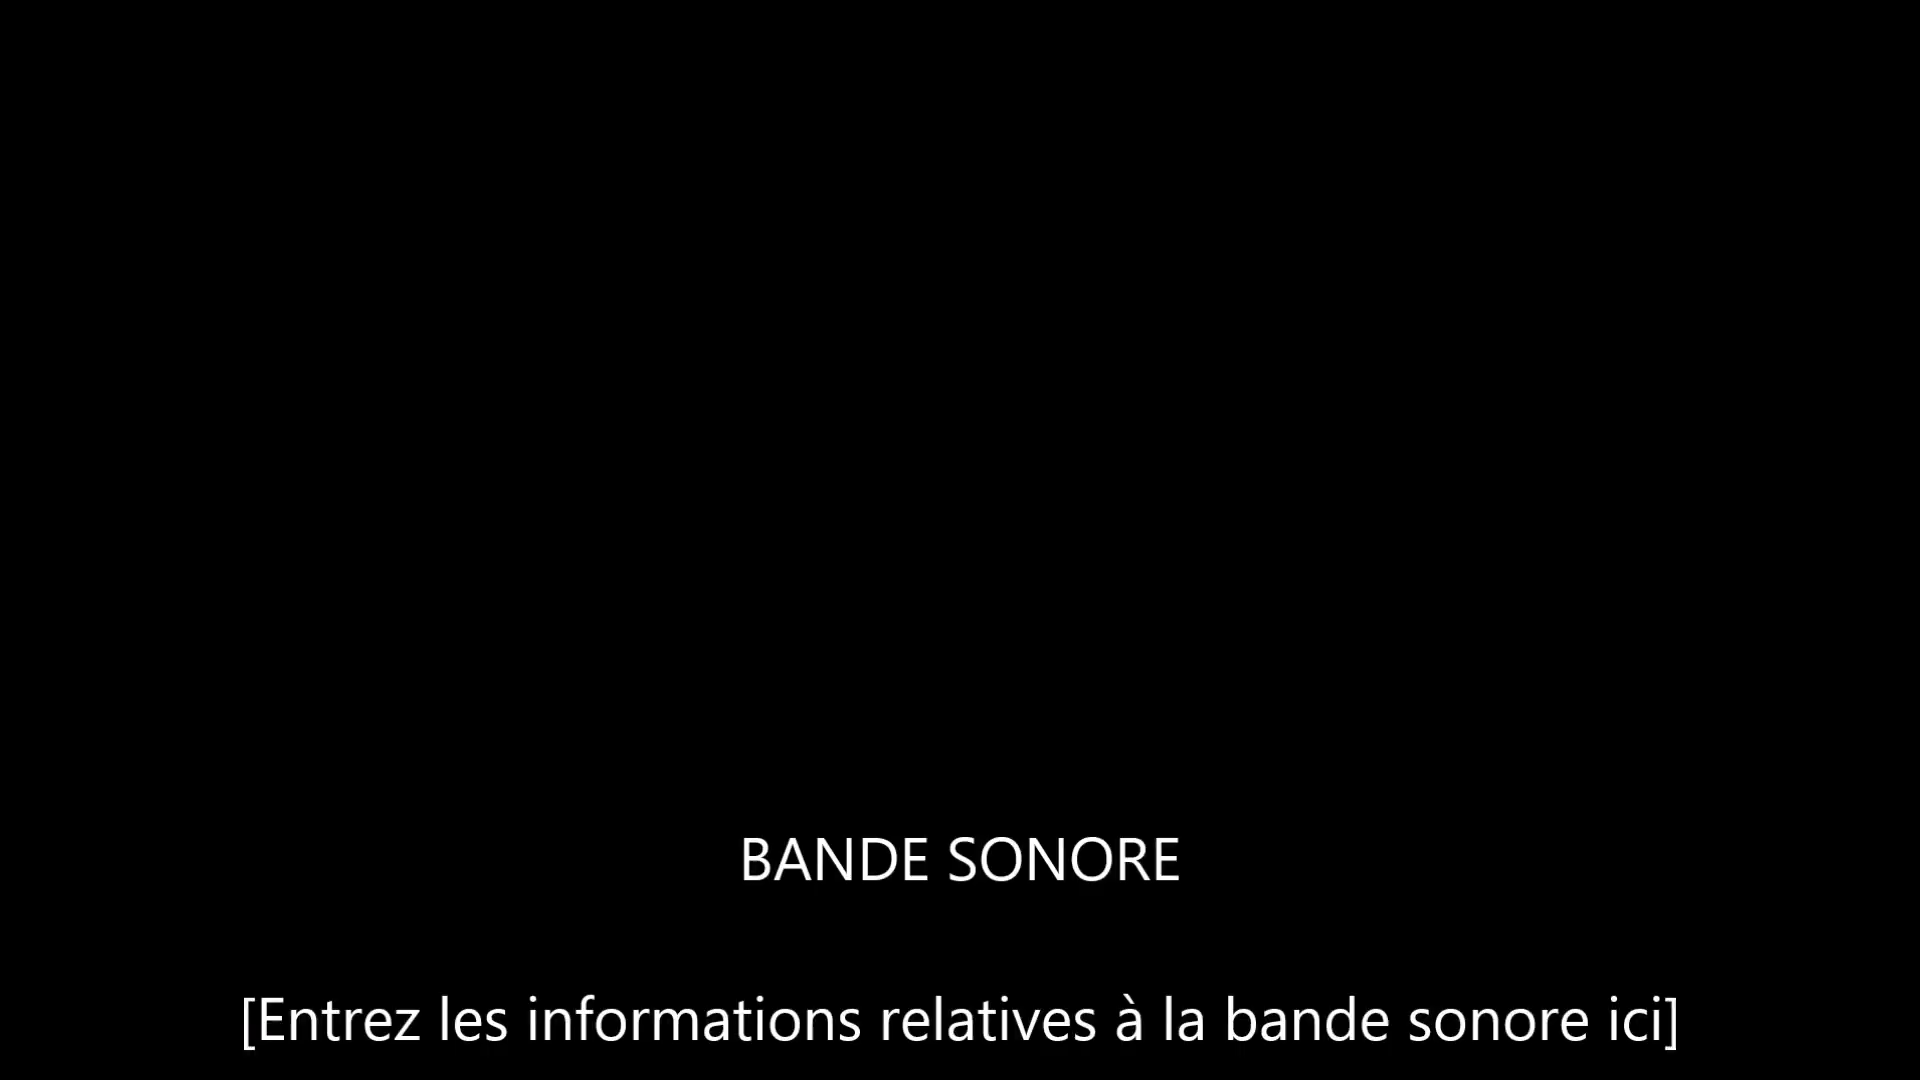 BANDE SONORE
[Entrez les informations relatives à la bande sonore ici]